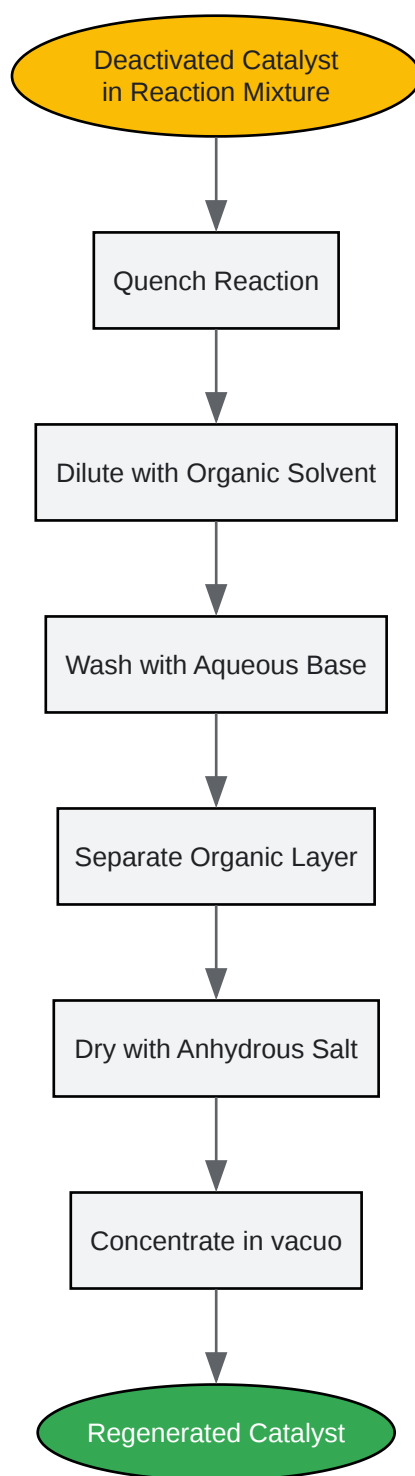 Deactivated Catalyst
in Reaction Mixture
Quench Reaction
Dilute with Organic Solvent
Wash with Aqueous Base
Separate Organic Layer
Dry with Anhydrous Salt
Concentrate in vacuo
Regenerated Catalyst